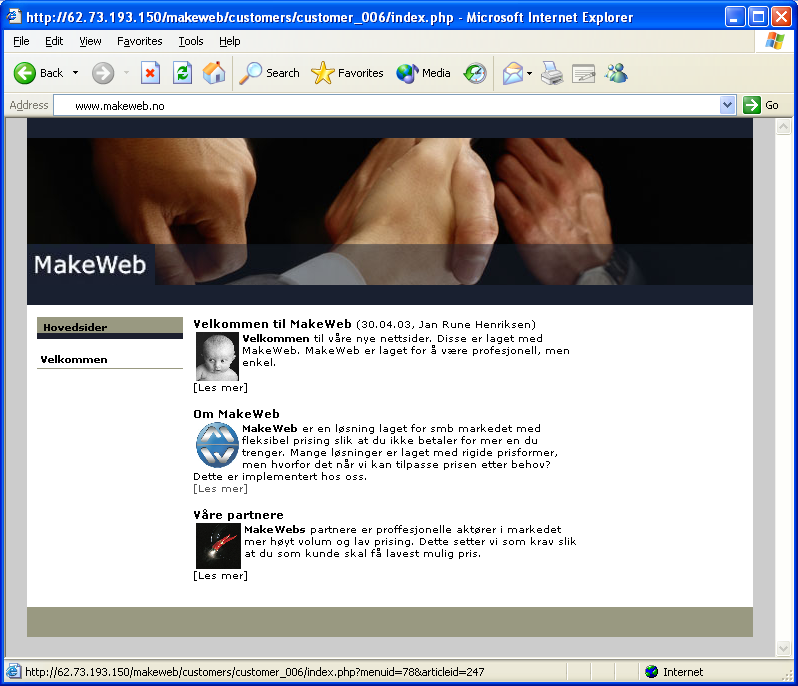 http://62.73.193.150/makeweb/customers/customer_006/index.php - Microsoft Internet Explorer
File Edit View Favorites Tools Help
Back Search Favorites Media
Address www.makeweb.no Go
MakeWeb
Hovedsider
Velkommen
Velkommen til MakeWeb (30.04.03, Jan Rune Henriksen)
Velkommen til våre nye nettsider. Disse er laget med
MakeWeb. MakeWeb er laget for å være profesjonell, men
enkel.
[Les mer]
Om MakeWeb
MakeWeb er en løsning laget for smb markedet med
fleksibel prising slik at du ikke betaler for mer en du
trenger. Mange løsninger er laget med rigide prisformer,
men hvorfor det når vi kan tilpasse prisen etter behov?
Dette er implementert hos oss.
[Les mer]
Våre partnere
MakeWebs partnere er proffesjonelle aktører i markedet
mer høyt volum og lav prising. Dette setter vi som krav slik
at du som kunde skal få lavest mulig pris.
[Les mer]
http://62.73.193.150/makeweb/customers/customer_006/index.php?menuid=78&articleid=247 Internet